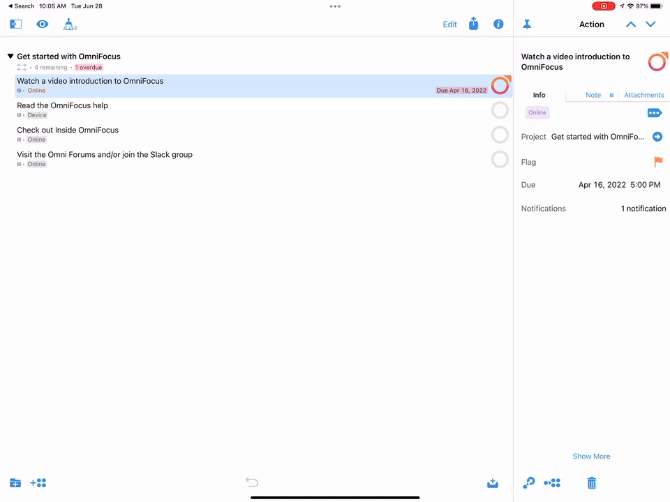 ◀ Search 10:05 AM Tue Jun 28
97%
Edit
Action
Get started with OmniFocus
6 remaining • 1 overdue
Watch a video introduction to OmniFocus
Online
Due Apr 16, 2022
Read the OmniFocus help
Device
Check out Inside OmniFocus
Online
Visit the Omni Forums and/or join the Slack group
Online
Watch a video introduction to
OmniFocus
Info Note Attachments
Online
Project Get started with OmniFo...
Flag
Due Apr 16, 2022 5:00 PM
Notifications 1 notification
Show More